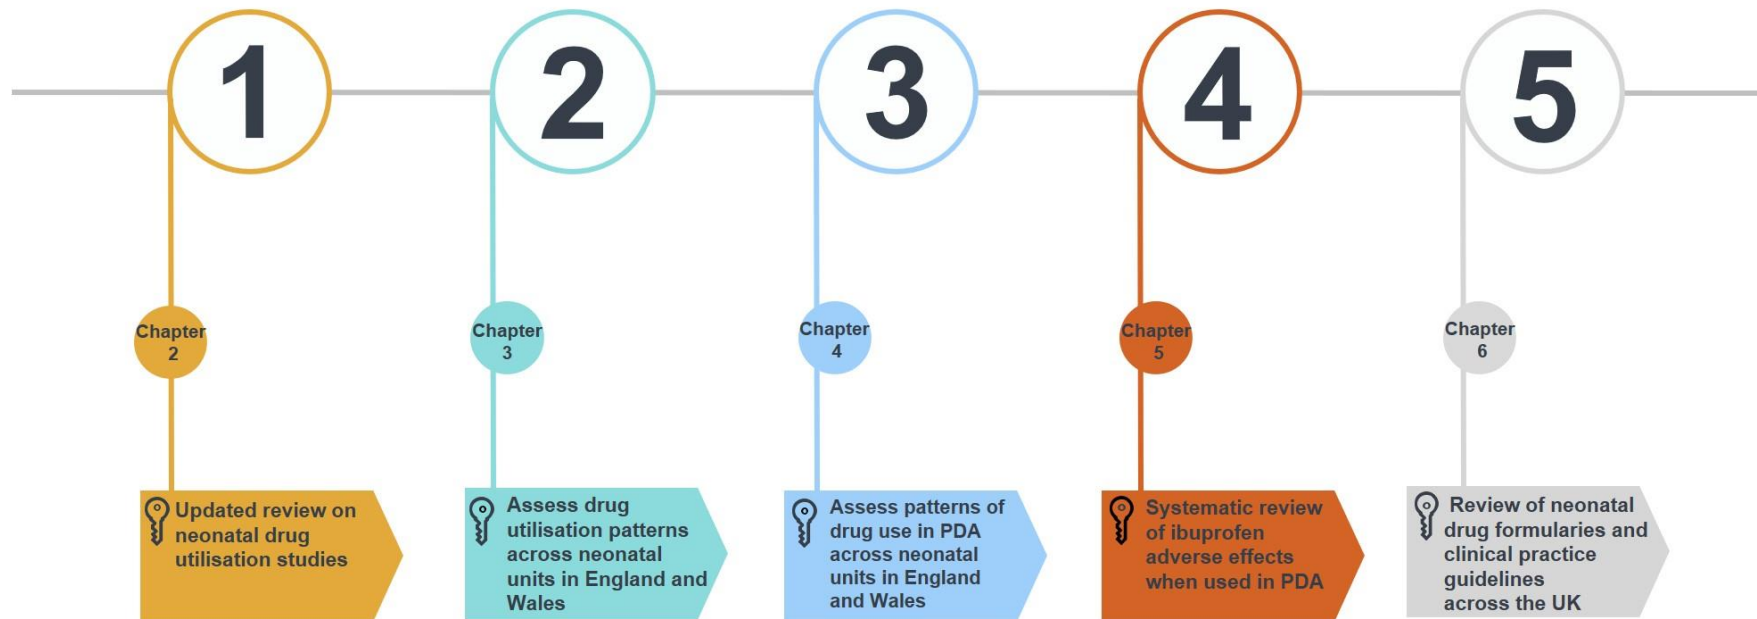 1
2
3
4
5
Chapter
2
Chapter
3
Chapter
4
Chapter
5
Chapter
6
Updated review on
neonatal drug
utilisation studies
Assess drug
utilisation patterns
across neonatal
units in England and
Wales
Assess patterns of
drug use in PDA
across neonatal
units in England
and Wales
Systematic review
of ibuprofen
adverse effects
when used in PDA
Review of neonatal
drug formularies and
clinical practice
guidelines
across the UK